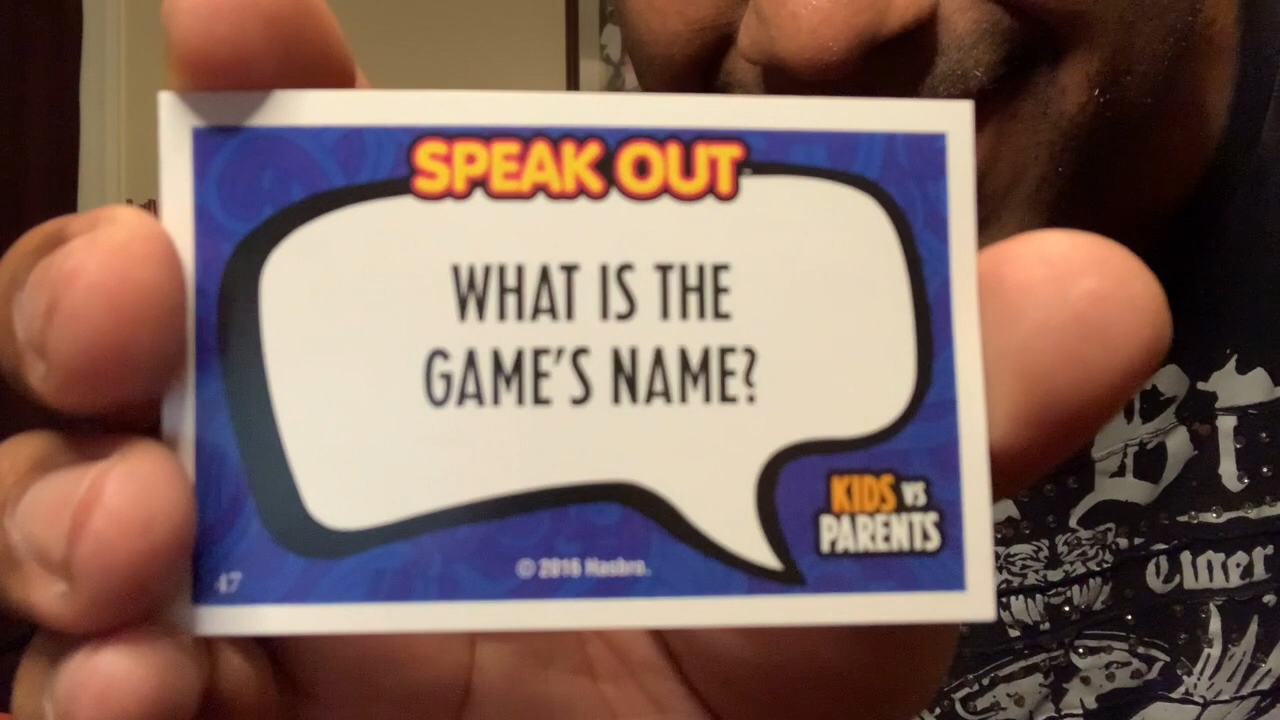 SPEAK OUT
WHAT IS THE
GAME'S NAME?
KIDS VS
PARENTS
© 2016 Hasbro.
47